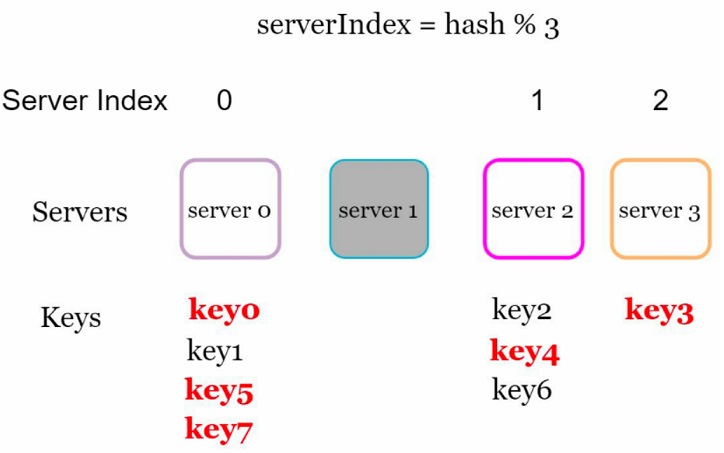 serverIndex = hash % 3
Server Index 0 1 2
Servers server 0 server 1 server 2 server 3
Keys key0 key2 key3
key1 key4
key5 key6
key7